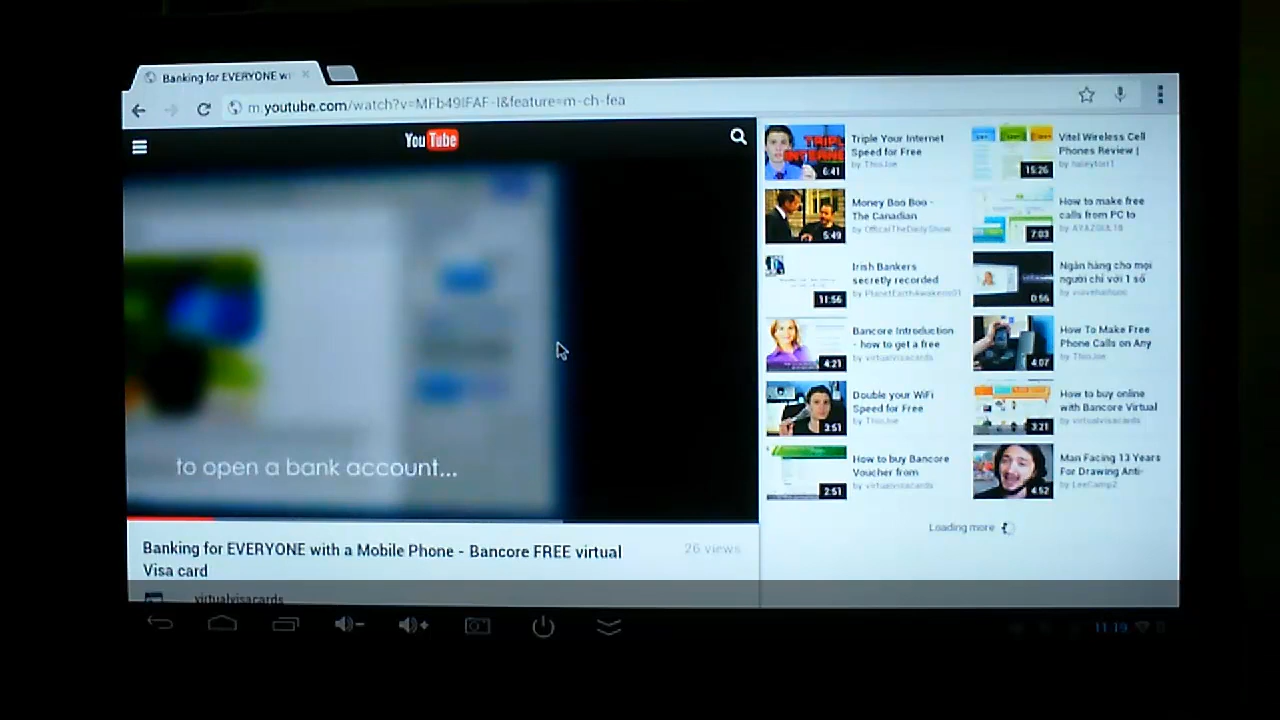 Banking for EVERYONE wi
m.youtube.com/watch?v=MFb49IFAF-I&feature=m-ch-fea
YouTube
to open a bank account...
Banking for EVERYONE with a Mobile Phone - Bancore FREE virtual
Visa card
26 views
virtualvisacards
Triple Your Internet
Speed for Free
by ThioJoe
6:41
Money Boo Boo -
The Canadian
by OfficalTheDailyShow
5:49
Irish Bankers
secretly recorded
by PlanetEarthAwakens01
11:56
Bancore Introduction
- how to get a free
by virtualvisacards
4:21
Double your WiFi
Speed for Free
by ThioJoe
3:51
How to buy Bancore
Voucher from
by virtualvisacards
2:51
Vitel Wireless Cell
Phones Review |
15:26
How to make free
calls from PC to
7:03
Ngân hàng cho mọi
người chỉ với 1 số
0:56
How To Make Free
Phone Calls on Any
by ThioJoe
4:07
How to buy online
with Bancore Virtual
by virtualvisacards
3:21
Man Facing 13 Years
For Drawing Anti-
by LeeCamp2
4:52
Loading more
11:19